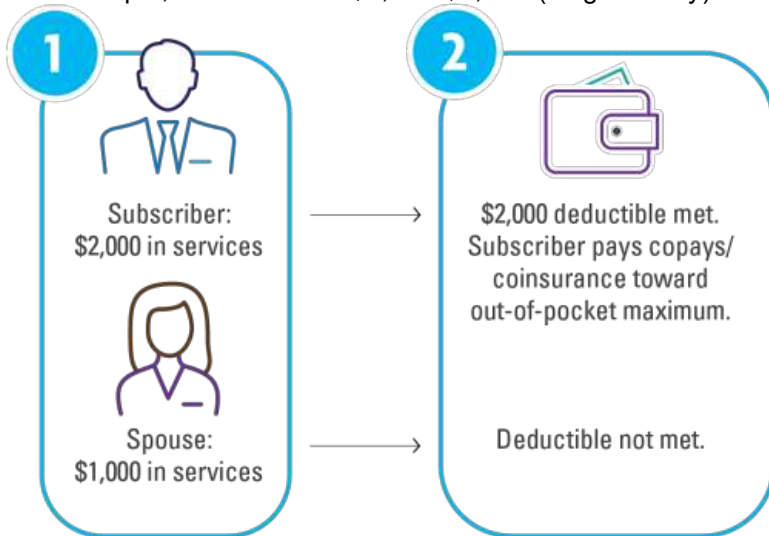 1
2
Subscriber:
$2,000 in services
$2,000 deductible met.
Subscriber pays copays/
coinsurance toward
out-of-pocket maximum.
Spouse:
$1,000 in services
Deductible not met.